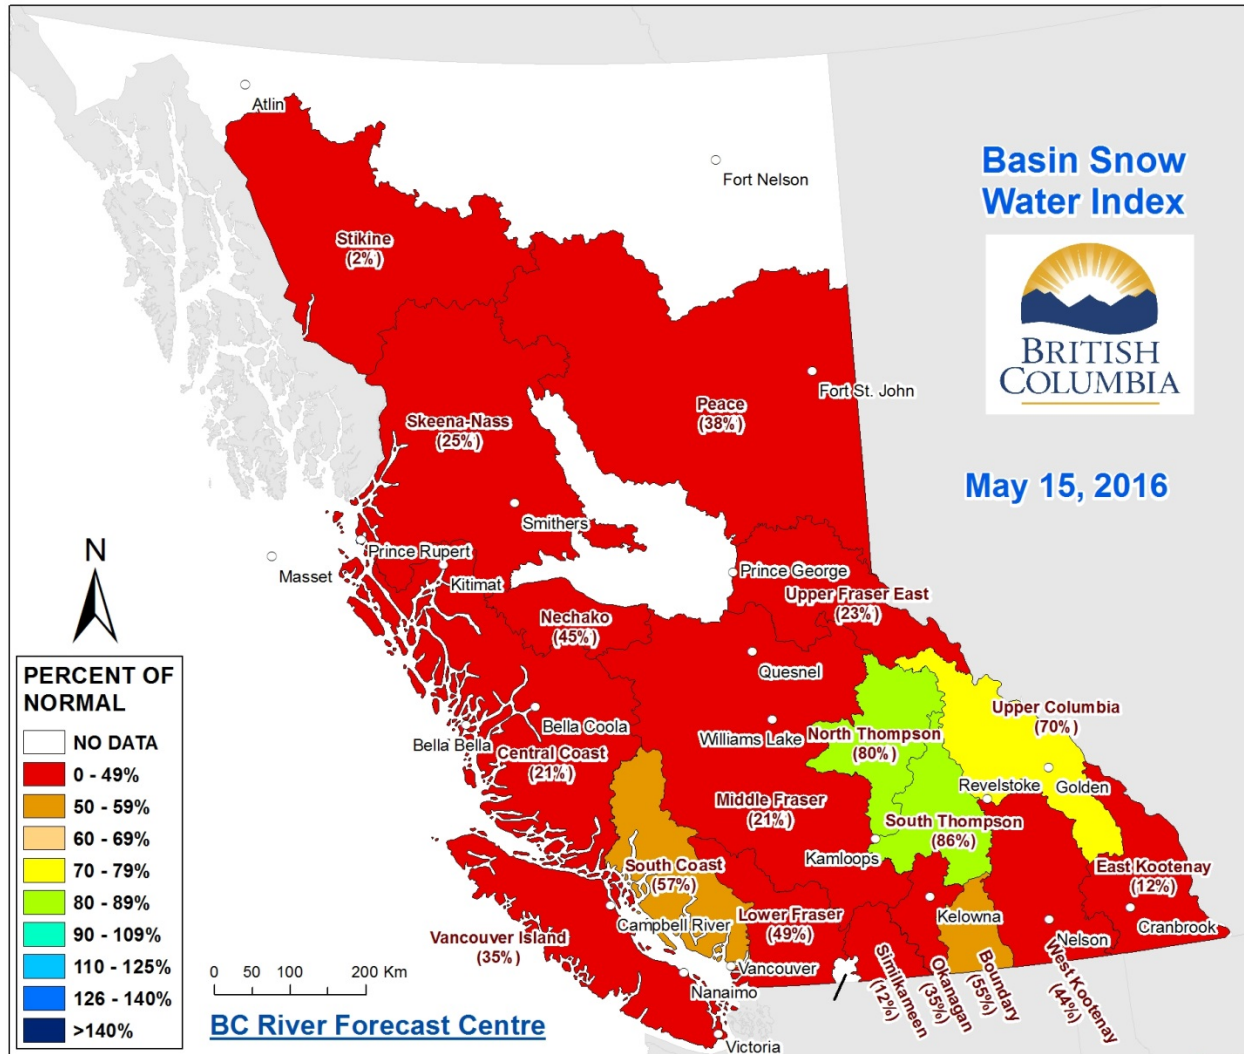 Atlin
Fort Nelson
Basin Snow
Water Index
Stikine
(2%)
BRITISH
COLUMBIA
Fort St. John
Peace
(38%)
Skeena-Nass
(25%)
May 15, 2016
Smithers
N
Prince Rupert
Masset
Kitimat
Prince George
Upper Fraser East
(23%)
Nechako
(45%)
Quesnel
PERCENT OF
NORMAL
NO DATA
0 - 49%
50 - 59%
60 - 69%
70 - 79%
80 - 89%
90 - 109%
110 - 125%
126 - 140%
>140%
Bella Coola
Bella Bella
Central Coast
(21%)
Williams Lake
North Thompson
(80%)
Upper Columbia
(70%)
Revelstoke
Golden
Middle Fraser
(21%)
South Thompson
(86%)
Kamloops
South Coast
(57%)
East Kootenay
(12%)
Campbell River
Lower Fraser
(49%)
Kelowna
Nelson
Cranbrook
Vancouver Island
(35%)
Vancouver
Nanaimo
Similkameen
(12%)
Okanagan
(35%)
Boundary
(55%)
West Kootenay
(44%)
0 50 100 200 Km
BC River Forecast Centre
Victoria